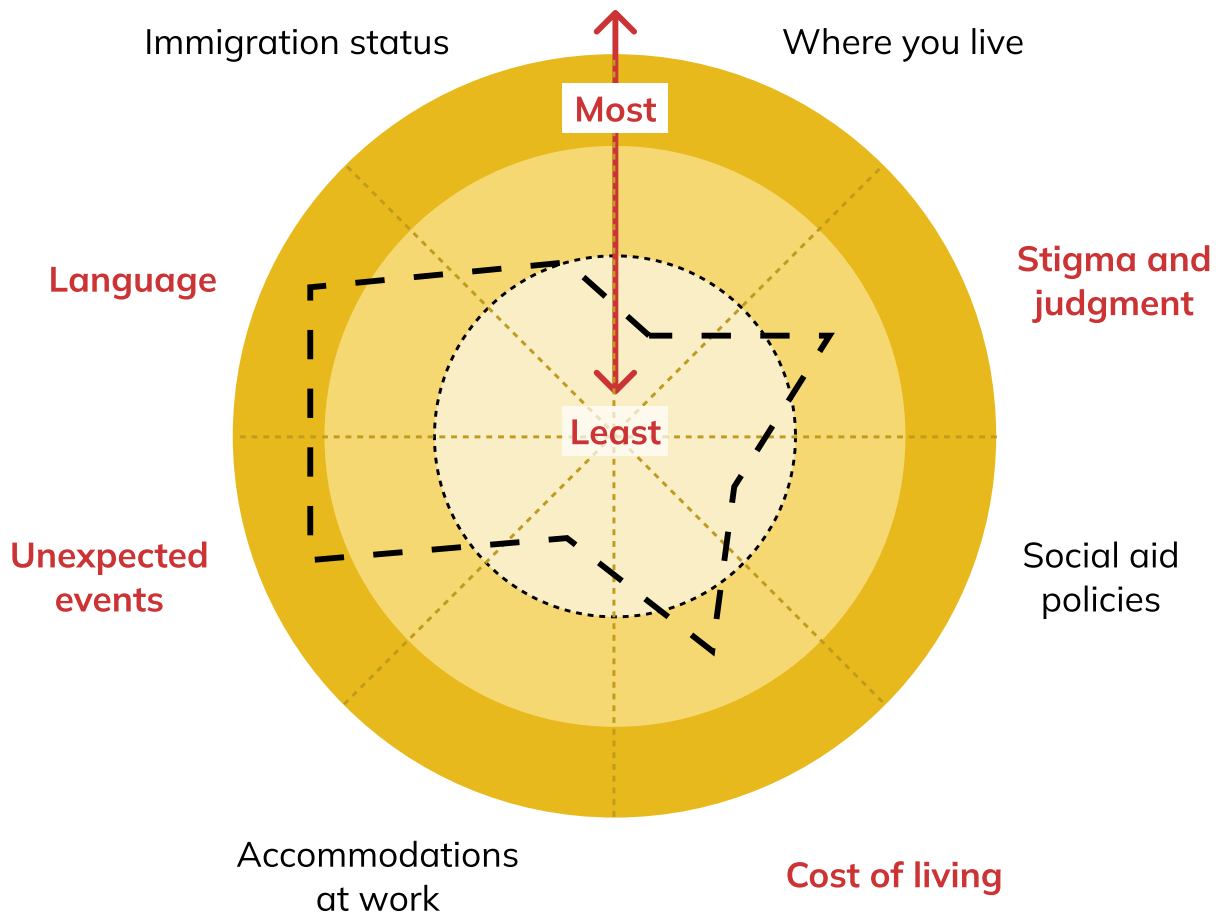 Immigration status
Where you live
Most
Stigma and
judgment
Language
Least
Unexpected
events
Social aid
policies
Accommodations
at work
Cost of living